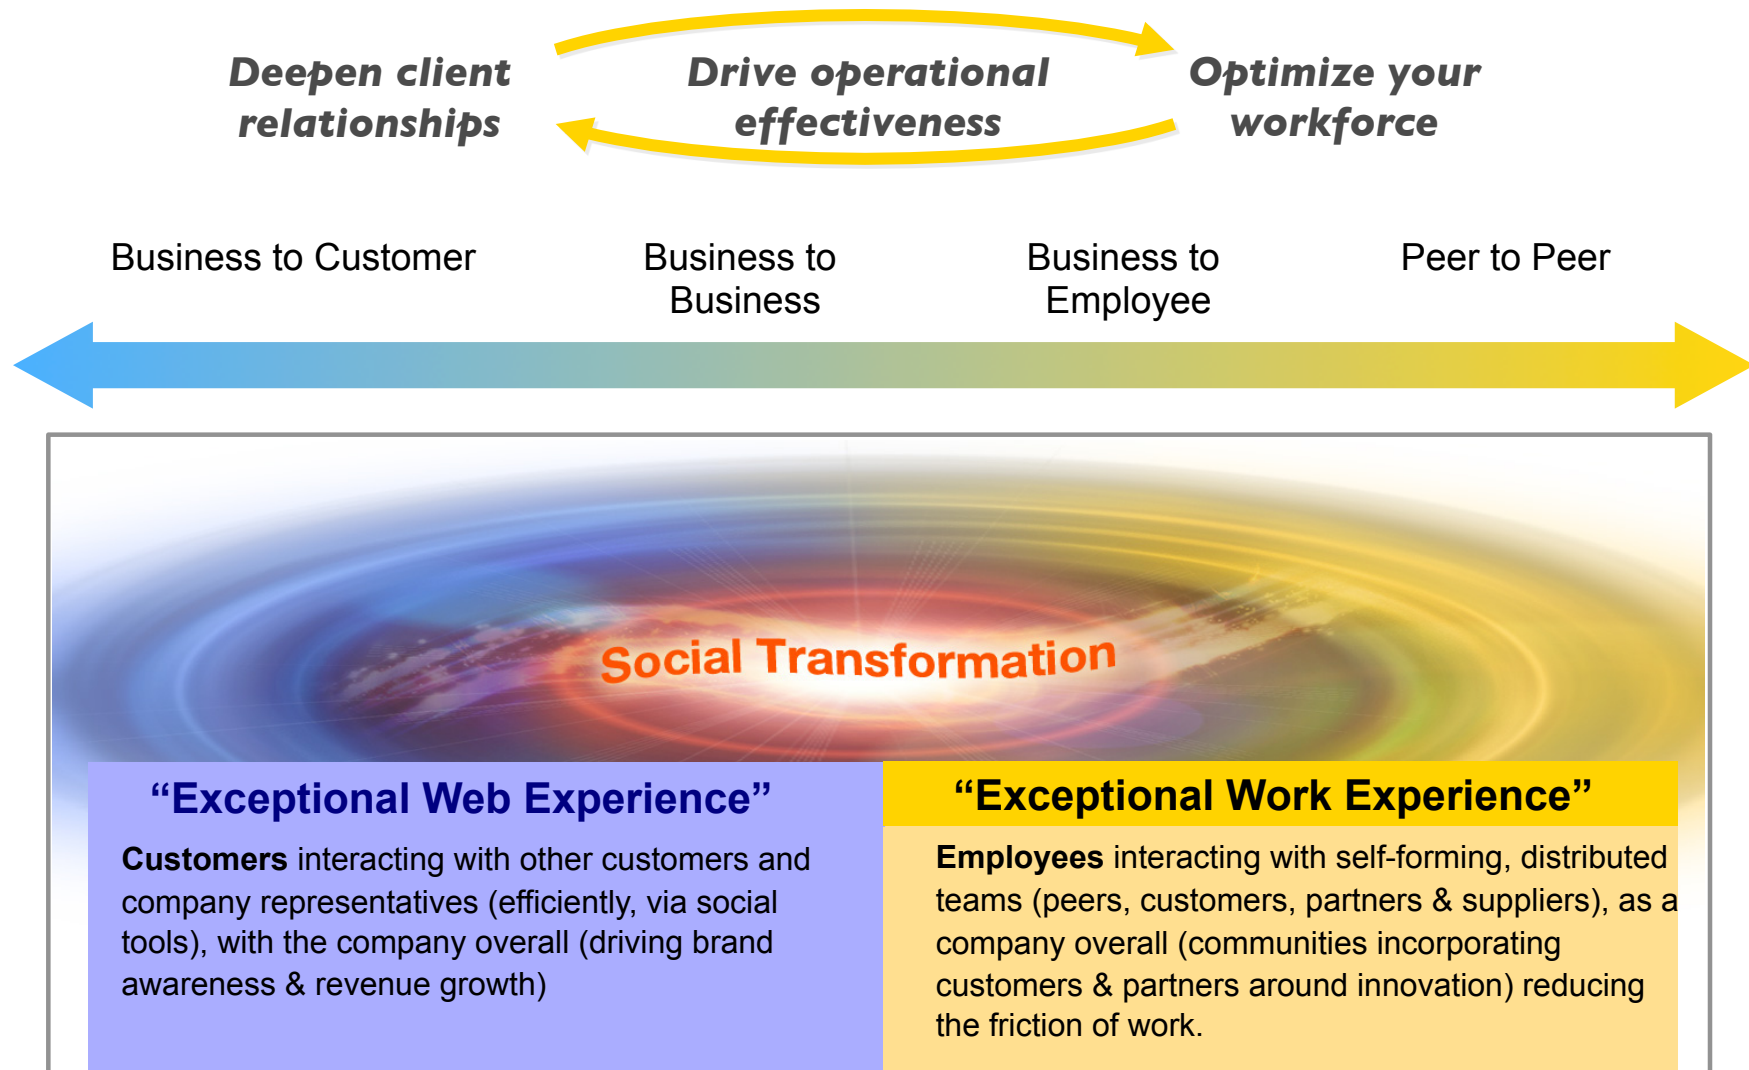 Deepen client
relationships
Drive operational
effectiveness
Optimize your
workforce
Business to Customer
Business to
Business
Business to
Employee
Peer to Peer
Social Transformation
“Exceptional Web Experience”
Customers interacting with other customers and
company representatives (efficiently, via social
tools), with the company overall (driving brand
awareness & revenue growth)
“Exceptional Work Experience”
Employees interacting with self-forming, distributed
teams (peers, customers, partners & suppliers), as a
company overall (communities incorporating
customers & partners around innovation) reducing
the friction of work.